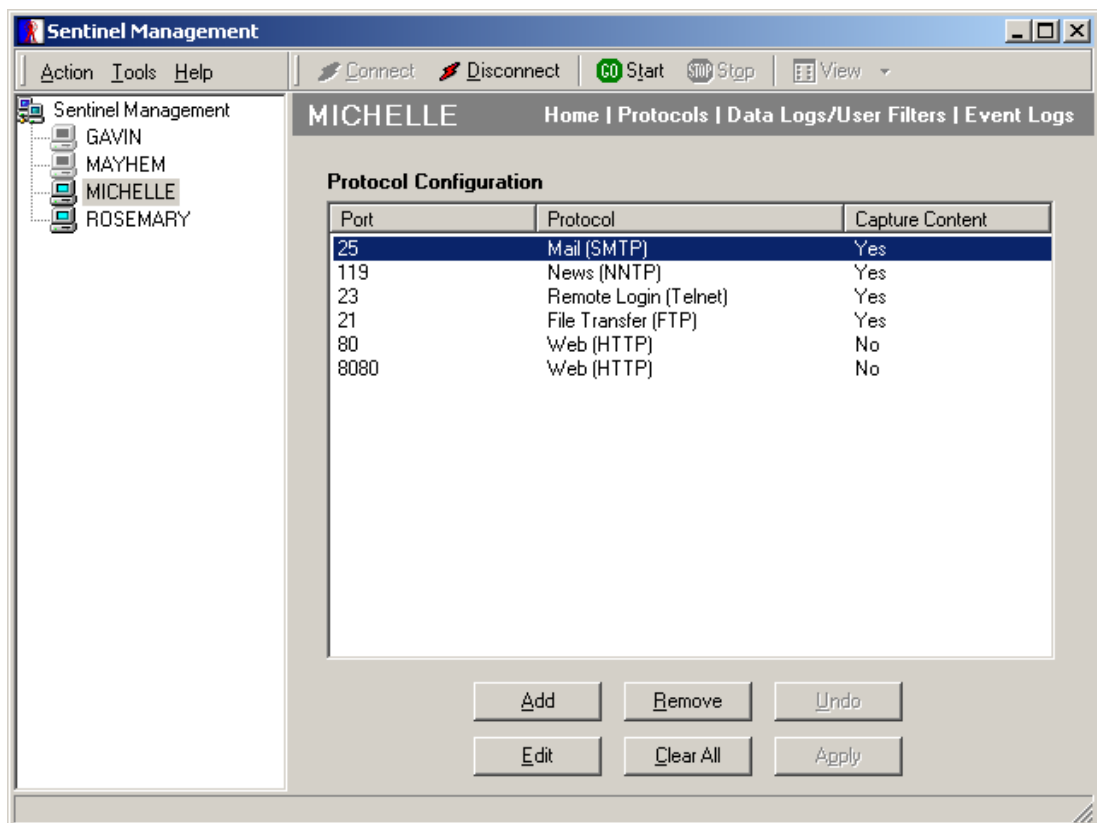 Sentinel Management
Action Tools Help Connect Disconnect GO Start STOP Stop View
Sentinel Management
GAVIN
MAYHEM
MICHELLE
ROSEMARY
MICHELLE Home | Protocols | Data Logs/User Filters | Event Logs
Protocol Configuration
Port Protocol Capture Content
25 Mail (SMTP) Yes
119 News (NNTP) Yes
23 Remote Login (Telnet) Yes
21 File Transfer (FTP) Yes
80 Web (HTTP) No
8080 Web (HTTP) No
Add Remove Undo
Edit Clear All Apply